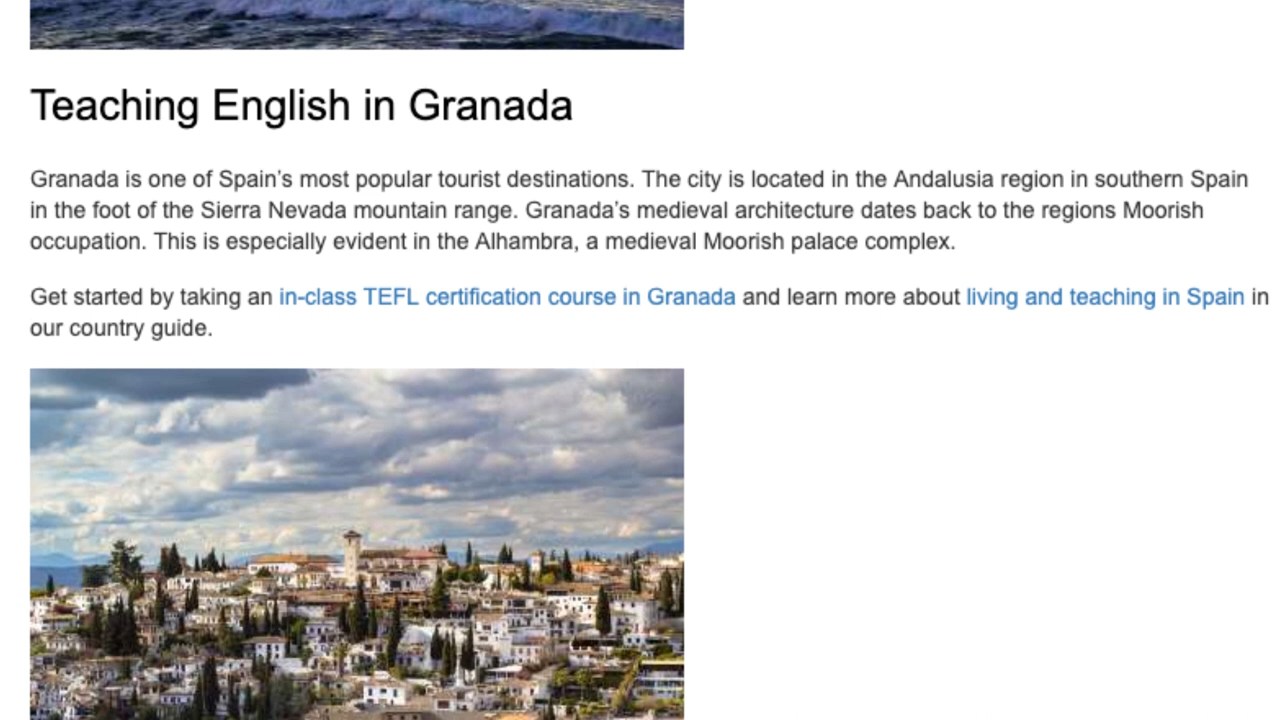 Teaching English in Granada
Granada is one of Spain’s most popular tourist destinations. The city is located in the Andalusia region in southern Spain
in the foot of the Sierra Nevada mountain range. Granada’s medieval architecture dates back to the regions Moorish
occupation. This is especially evident in the Alhambra, a medieval Moorish palace complex.
Get started by taking an in-class TEFL certification course in Granada and learn more about living and teaching in Spain in
our country guide.